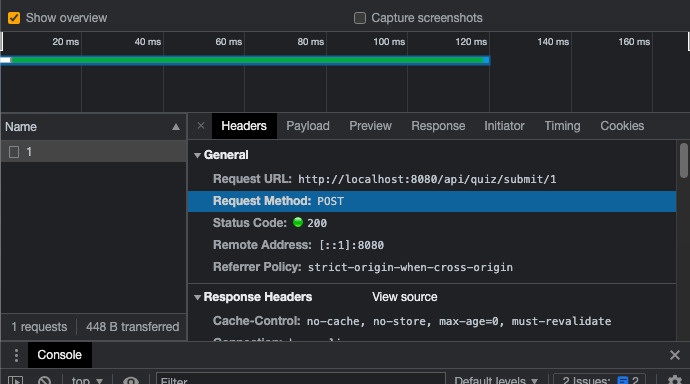 Show overview Capture screenshots
20 ms 40 ms 60 ms 80 ms 100 ms 120 ms 140 ms 160 ms
Name
1
1 requests 448 B transferred
× Headers Payload Preview Response Initiator Timing Cookies
General
Request URL: http://localhost:8080/api/quiz/submit/1
Request Method: POST
Status Code: 200
Remote Address: [::1]:8080
Referrer Policy: strict-origin-when-cross-origin
Response Headers View source
Cache-Control: no-cache, no-store, max-age=0, must-revalidate
Console
top Filter Default levels 2 Issues: 2